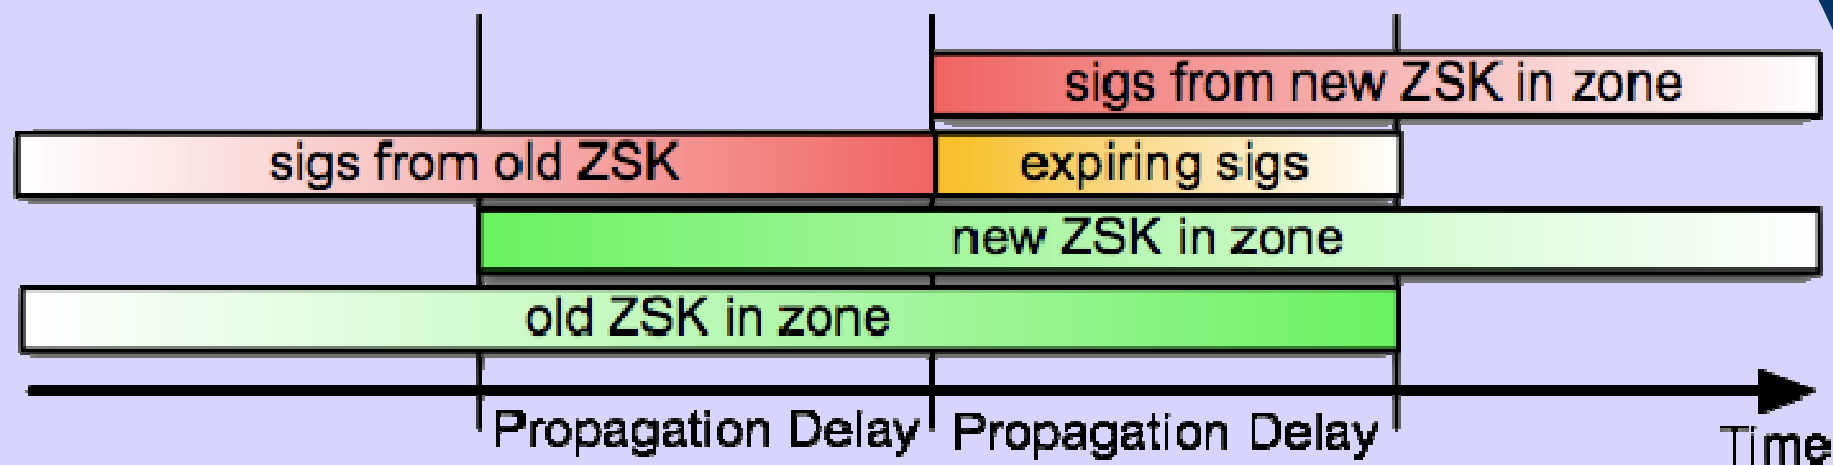 sigs from new ZSK in zone
sigs from old ZSK
expiring sigs
new ZSK in zone
old ZSK in zone
Propagation Delay
Propagation Delay
Time